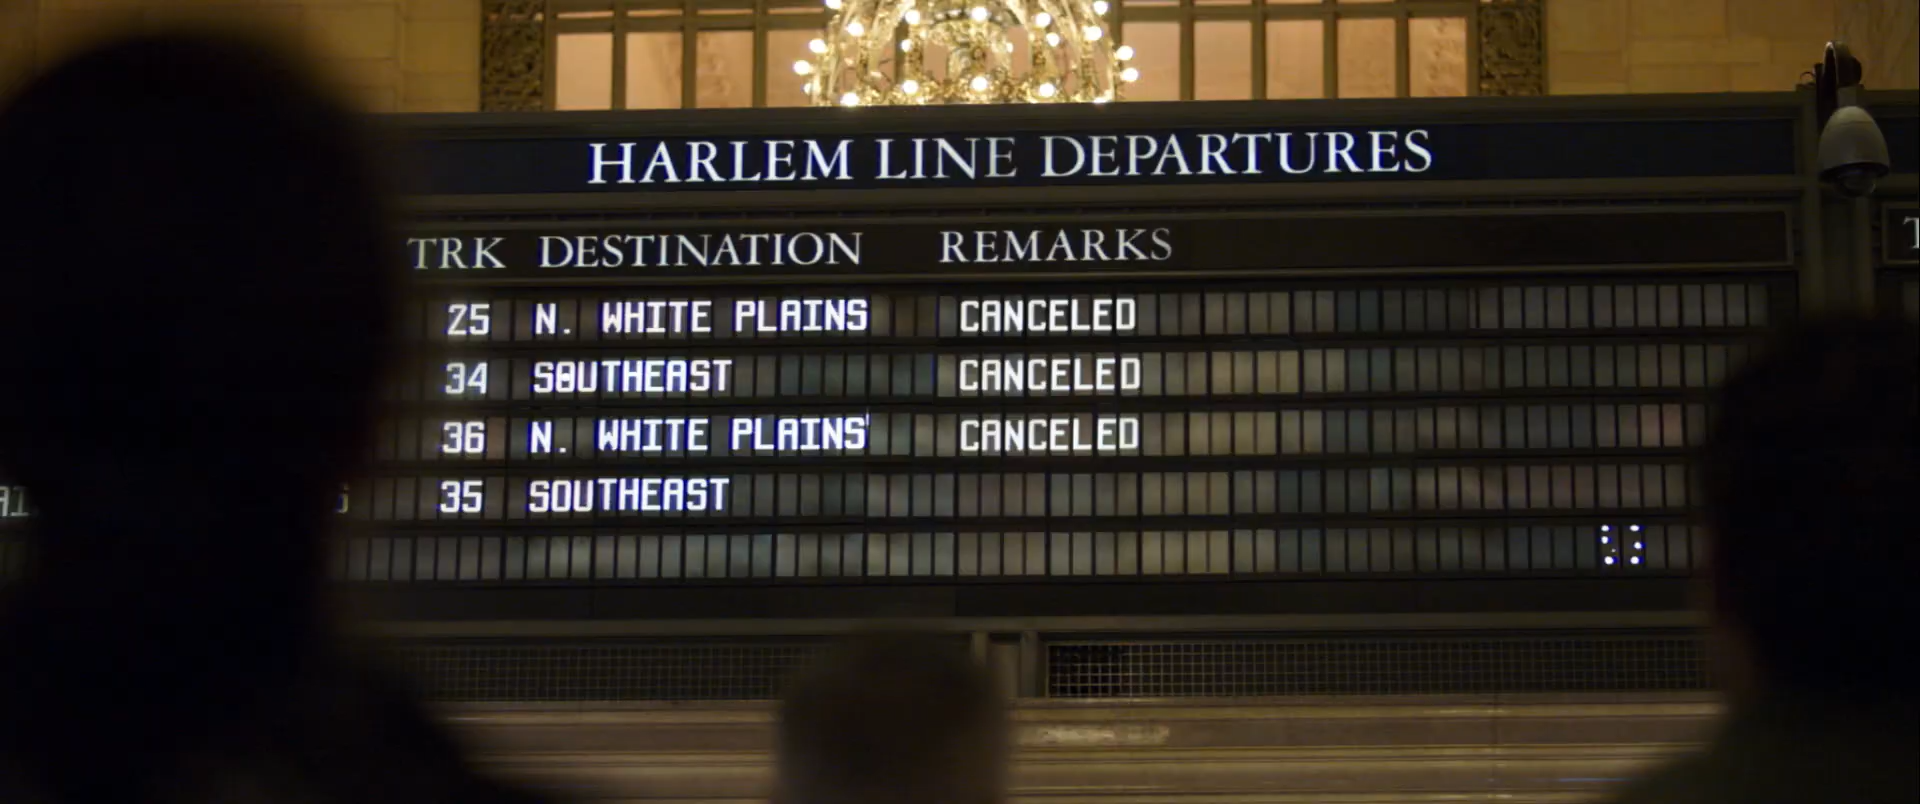 HARLEM LINE DEPARTURES
TRK DESTINATION REMARKS
25 N. WHITE PLAINS CANCELED
34 SOUTHEAST CANCELED
36 N. WHITE PLAINS CANCELED
35 SOUTHEAST